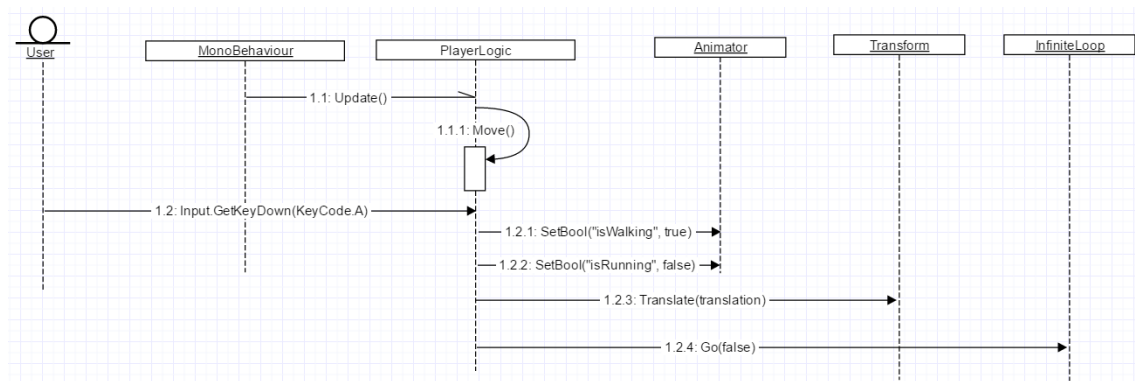 User
MonoBehaviour
PlayerLogic
Animator
Transform
InfiniteLoop
1.1: Update()
1.1.1: Move()
1.2: Input.GetKeyDown(KeyCode.A)
1.2.1: SetBool("isWalking", true)
1.2.2: SetBool("isRunning", false)
1.2.3: Translate(translation)
1.2.4: Go(false)